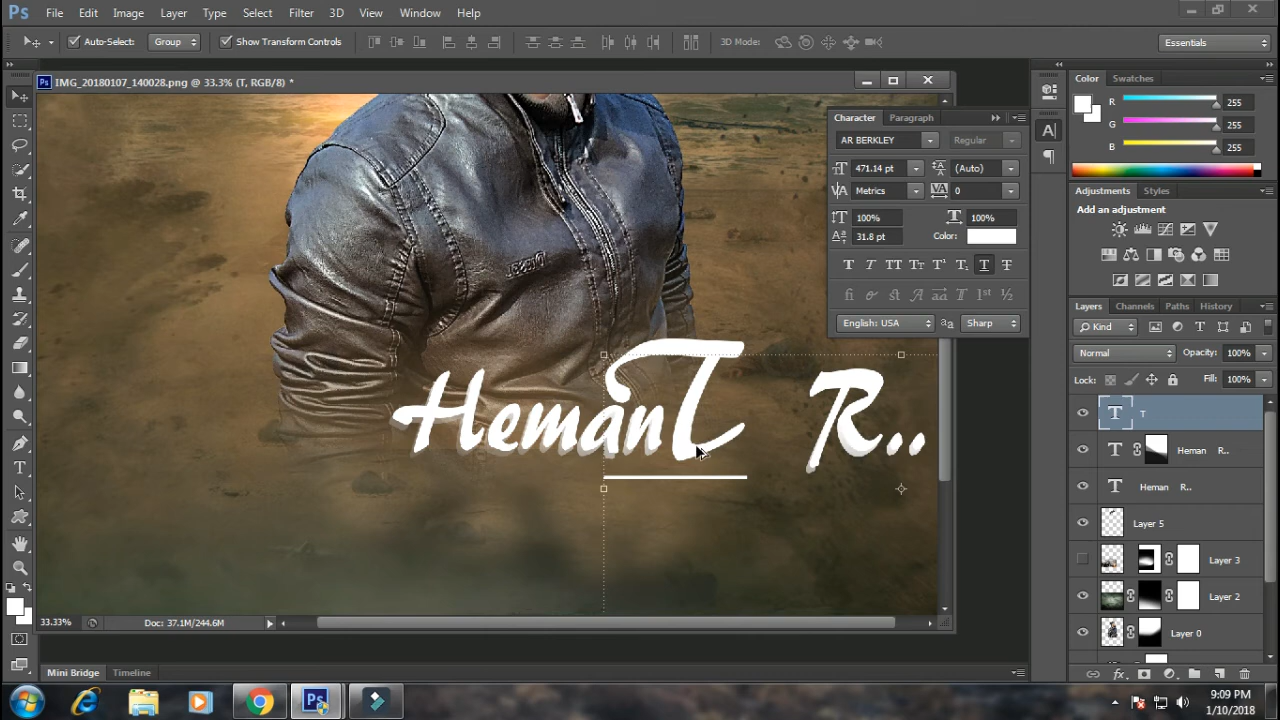 Ps File Edit Image Layer Type Select Filter 3D View Window Help
Auto-Select: Group Show Transform Controls 3D Mode: Essentials
IMG_20180107_140028.png @ 33.3% (T, RGB/8) *
Character Paragraph
AR BERKLEY Regular
471.14 pt (Auto)
Metrics 0
100% 100%
31.8 pt Color:
English: USA Sharp
HemanT R..
33.33% Doc: 37.1M/244.6M
Mini Bridge Timeline
Color Swatches
R 255
G 255
B 255
Adjustments Styles
Add an adjustment
Layers Channels Paths History
Kind
Normal Opacity: 100%
Lock: Fill: 100%
T
Heman R..
Heman R..
Layer 5
Layer 3
Layer 2
Layer 0
9:09 PM
1/10/2018